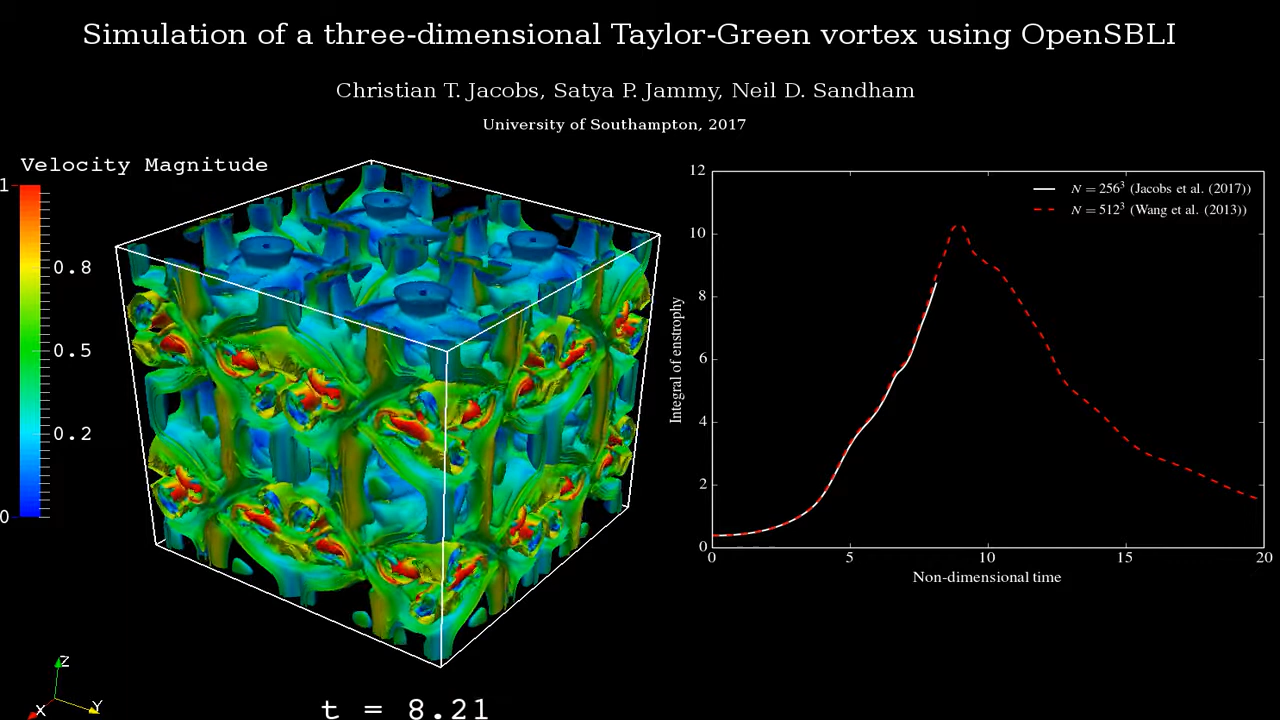 Simulation of a three-dimensional Taylor-Green vortex using OpenSBLI
Christian T. Jacobs, Satya P. Jammy, Neil D. Sandham
University of Southampton, 2017
Velocity Magnitude
1
0.8
0.5
0.2
0
Z
X
Y
t = 8.21
12
10
8
6
4
2
0
Integral of enstrophy
N = 256³ (Jacobs et al. (2017))
N = 512³ (Wang et al. (2013))
0 5 10 15 20
Non-dimensional time